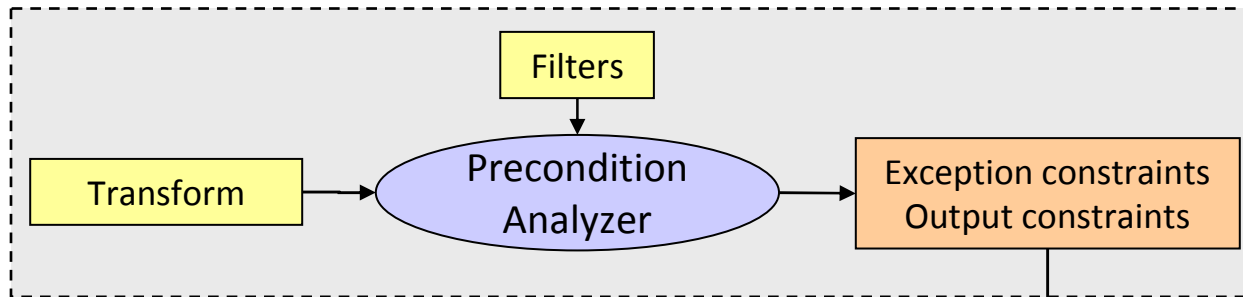 Filters
Transform
Precondition
Analyzer
Exception constraints
Output constraints